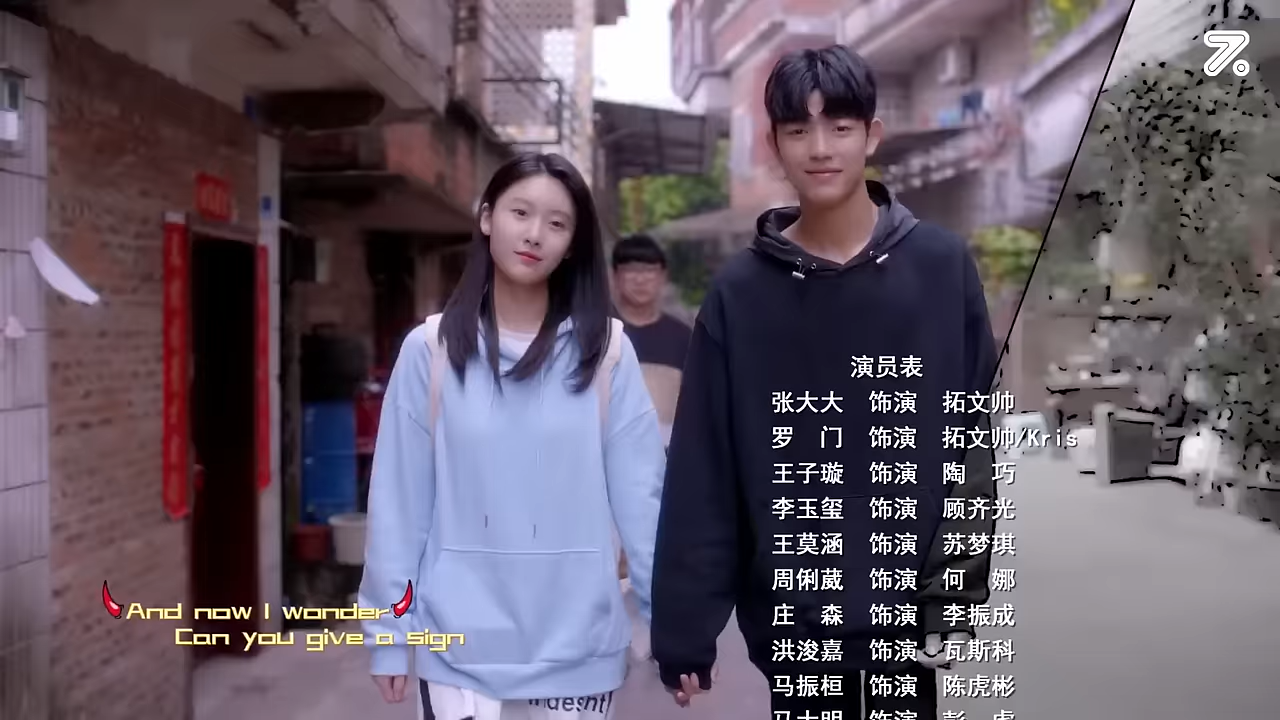 演员表
张大大 饰演 拓文帅
罗 门 饰演 拓文帅/Kris
王子璇 饰演 陶 巧
李玉玺 饰演 顾齐光
王莫涵 饰演 苏梦琪
周俐葳 饰演 何 娜
庄 森 饰演 李振成
洪浚嘉 饰演 瓦斯科
马振桓 饰演 陈虎彬
And now I wonder
Can you give a sign